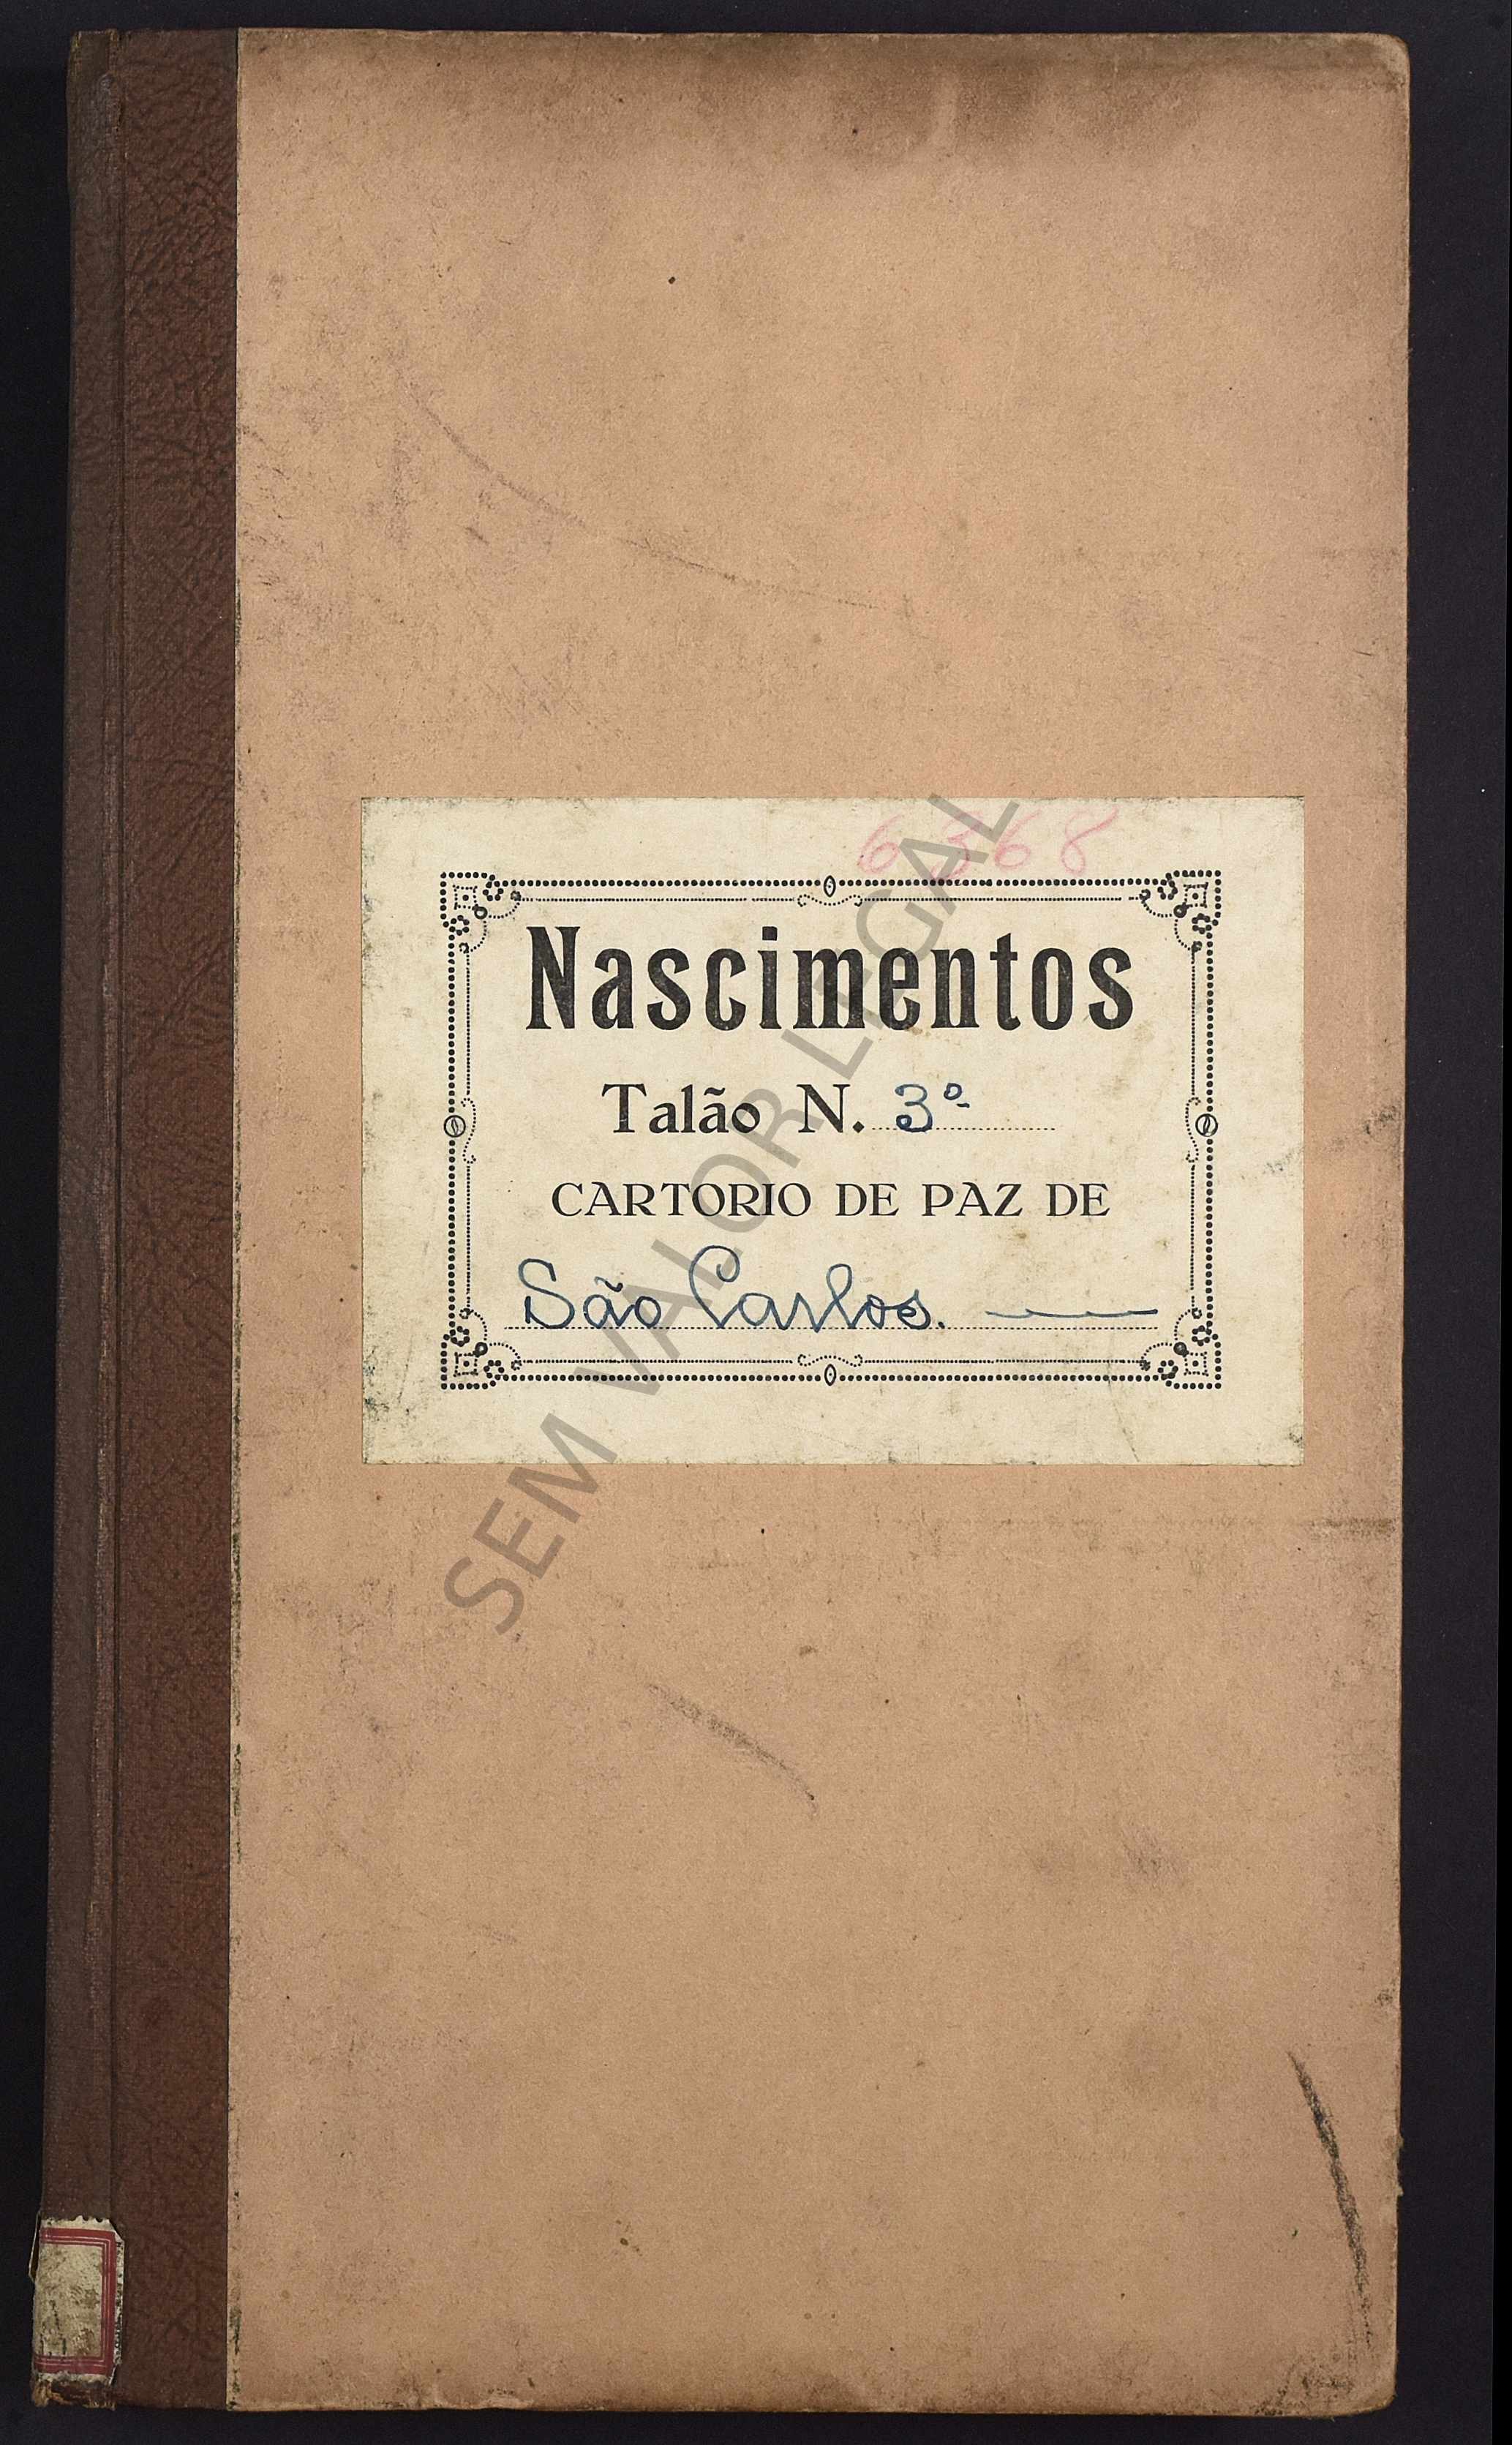 6368
Nascimentos
Talão N. 3º
CARTORIO DE PAZ DE
São Carlos.
SEM VALOR LEGAL